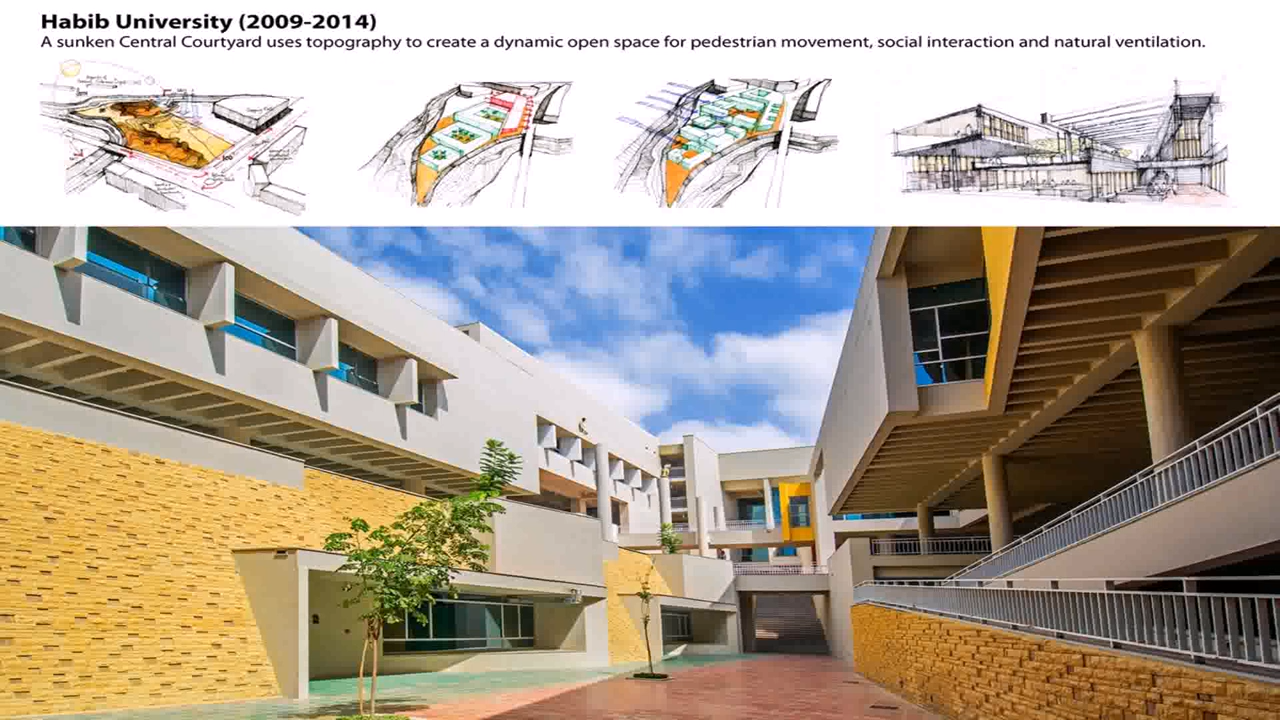 Habib University (2009-2014)
A sunken Central Courtyard uses topography to create a dynamic open space for pedestrian movement, social interaction and natural ventilation.